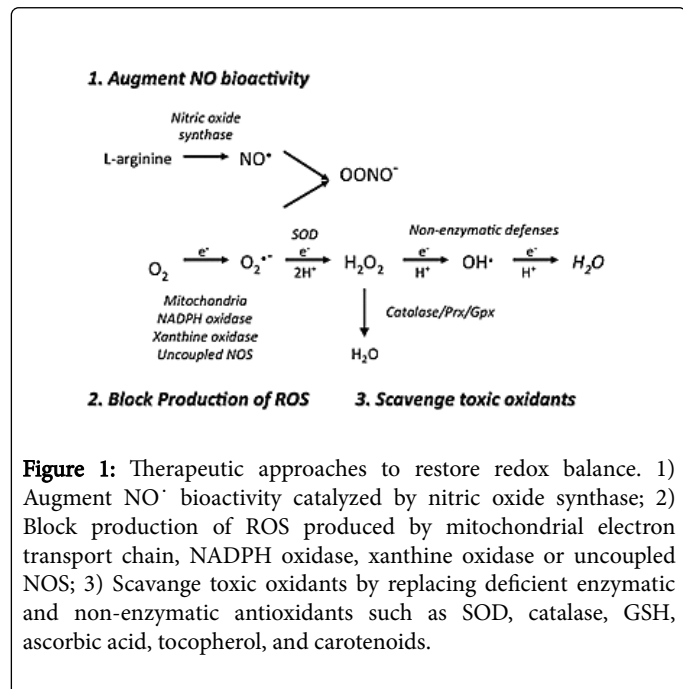 1. Augment NO bioactivity
Nitric oxide
synthase
L-arginine NO•
OONO⁻
SOD Non-enzymatic defenses
e⁻ e⁻ e⁻ e⁻
O₂ O₂•⁻ H₂O₂ OH• H₂O
2H⁺ H⁺ H⁺
Mitochondria
NADPH oxidase
Xanthine oxidase
Uncoupled NOS
Catalase/Prx/Gpx
H₂O
2. Block Production of ROS 3. Scavenge toxic oxidants
Figure 1: Therapeutic approaches to restore redox balance. 1)
Augment NO˙ bioactivity catalyzed by nitric oxide synthase; 2)
Block production of ROS produced by mitochondrial electron
transport chain, NADPH oxidase, xanthine oxidase or uncoupled
NOS; 3) Scavange toxic oxidants by replacing deficient enzymatic
and non-enzymatic antioxidants such as SOD, catalase, GSH,
ascorbic acid, tocopherol, and carotenoids.